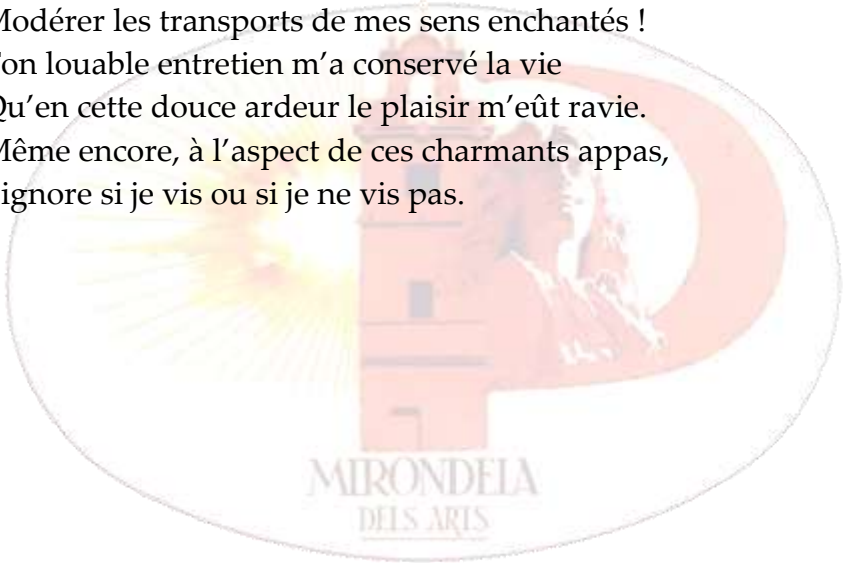 Modérer les transports de mes sens enchantés !
Ton louable entretien m’a conservé la vie
Qu’en cette douce ardeur le plaisir m’eût ravie.
Même encore, à l’aspect de ces charmants appas,
ignore si je vis ou si je ne vis pas.
MIRONDELA
DELS ARTS